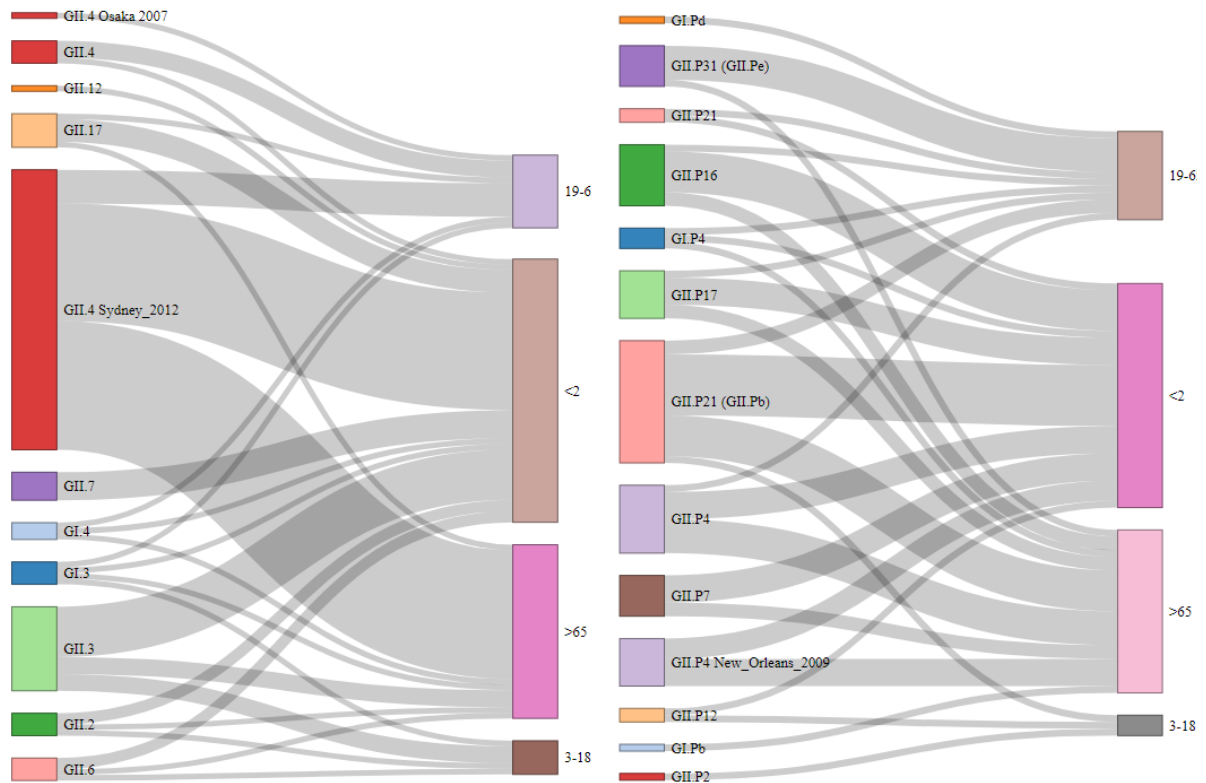 GII.4 Osaka 2007
GII.4
GII.12
GII.17
GII.4 Sydney_2012
GII.7
GI.4
GI.3
GII.3
GII.2
GII.6
19-6
<2
>65
3-18
GI.Pd
GII.P31 (GII.Pe)
GII.P21
GII.P16
GI.P4
GII.P17
GII.P21 (GII.Pb)
GII.P4
GII.P7
GII.P4 New_Orleans_2009
GII.P12
GI.Pb
GII.P2
19-6
<2
>65
3-18